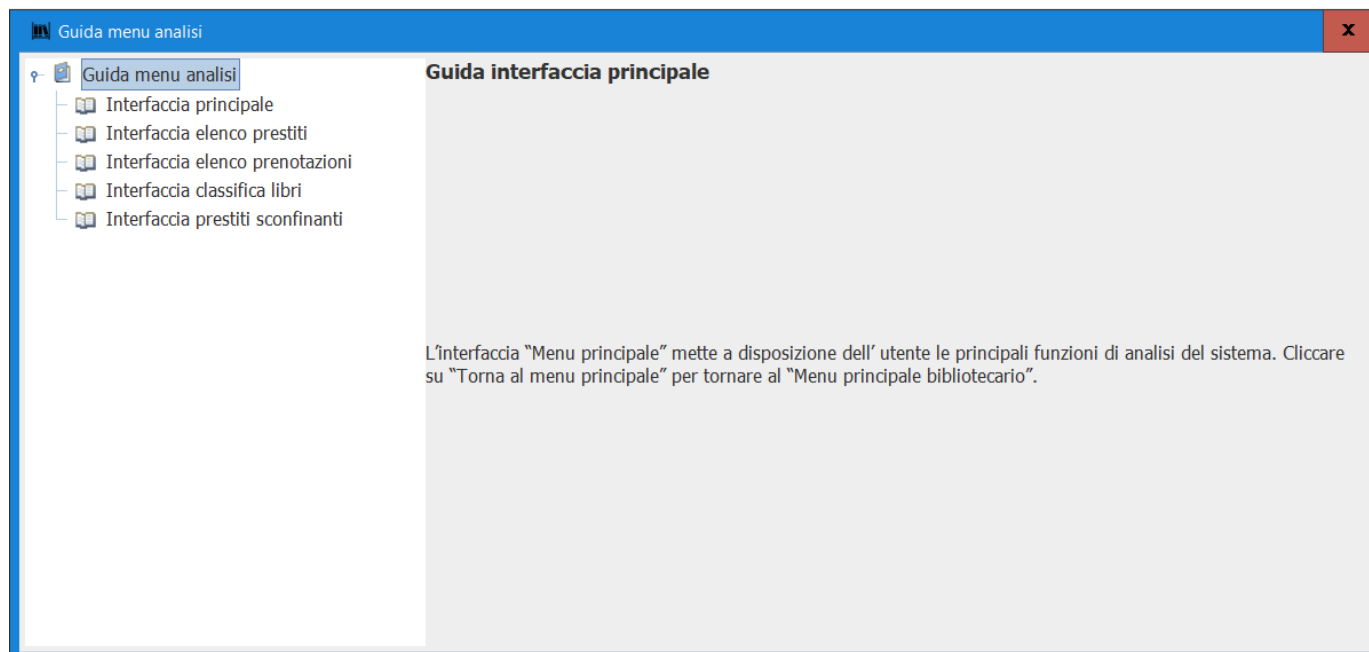 Guida menu analisi
x
Guida menu analisi
Interfaccia principale
Interfaccia elenco prestiti
Interfaccia elenco prenotazioni
Interfaccia classifica libri
Interfaccia prestiti sconfinanti
Guida interfaccia principale
L’interfaccia “Menu principale” mette a disposizione dell’ utente le principali funzioni di analisi del sistema. Cliccare
su “Torna al menu principale” per tornare al “Menu principale bibliotecario”.